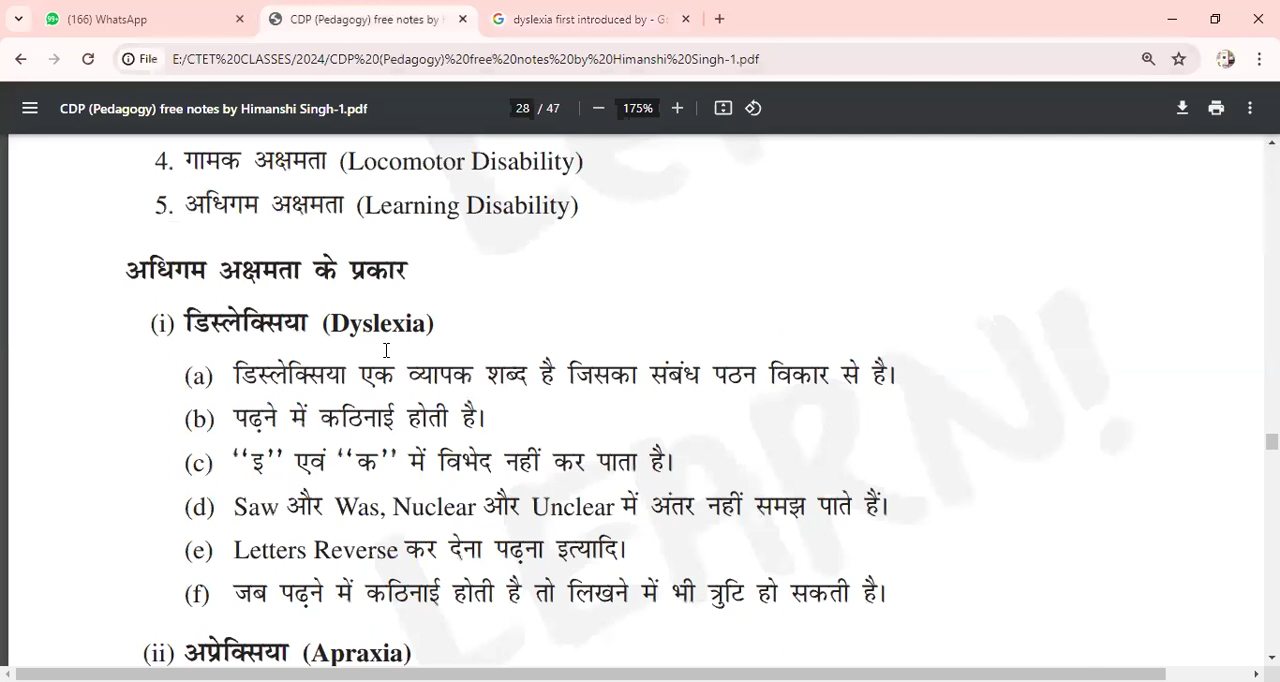 (166) WhatsApp
CDP (Pedagogy) free notes by
dyslexia first introduced by - G
File
E:/CTET%20CLASSES/2024/CDP%20(Pedagogy)%20free%20notes%20by%20Himanshi%20Singh-1.pdf
CDP (Pedagogy) free notes by Himanshi Singh-1.pdf
28 / 47
175%
4. गामक अक्षमता (Locomotor Disability)
5. अधिगम अक्षमता (Learning Disability)
अधिगम अक्षमता के प्रकार
(i) डिस्लेक्सिया (Dyslexia)
(a) डिस्लेक्सिया एक व्यापक शब्द है जिसका संबंध पठन विकार से है।
(b) पढ़ने में कठिनाई होती है।
(c) ‘‘इ’’ एवं ‘‘क’’ में विभेद नहीं कर पाता है।
(d) Saw और Was, Nuclear और Unclear में अंतर नहीं समझ पाते हैं।
(e) Letters Reverse कर देना पढ़ना इत्यादि।
(f) जब पढ़ने में कठिनाई होती है तो लिखने में भी त्रुटि हो सकती है।
(ii) अप्रेक्सिया (Apraxia)
LEARN!